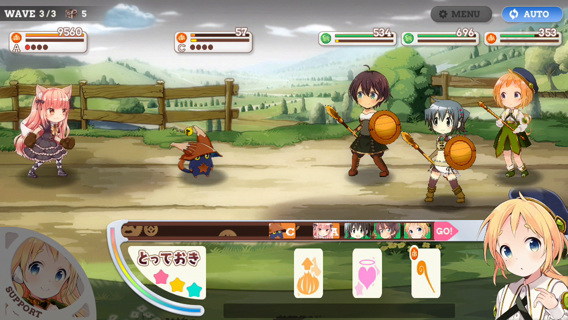 WAVE 3/3 5
MENU
AUTO
9560
A
57
C
534
696
353
C
GO!
とっておき
SUPPORT